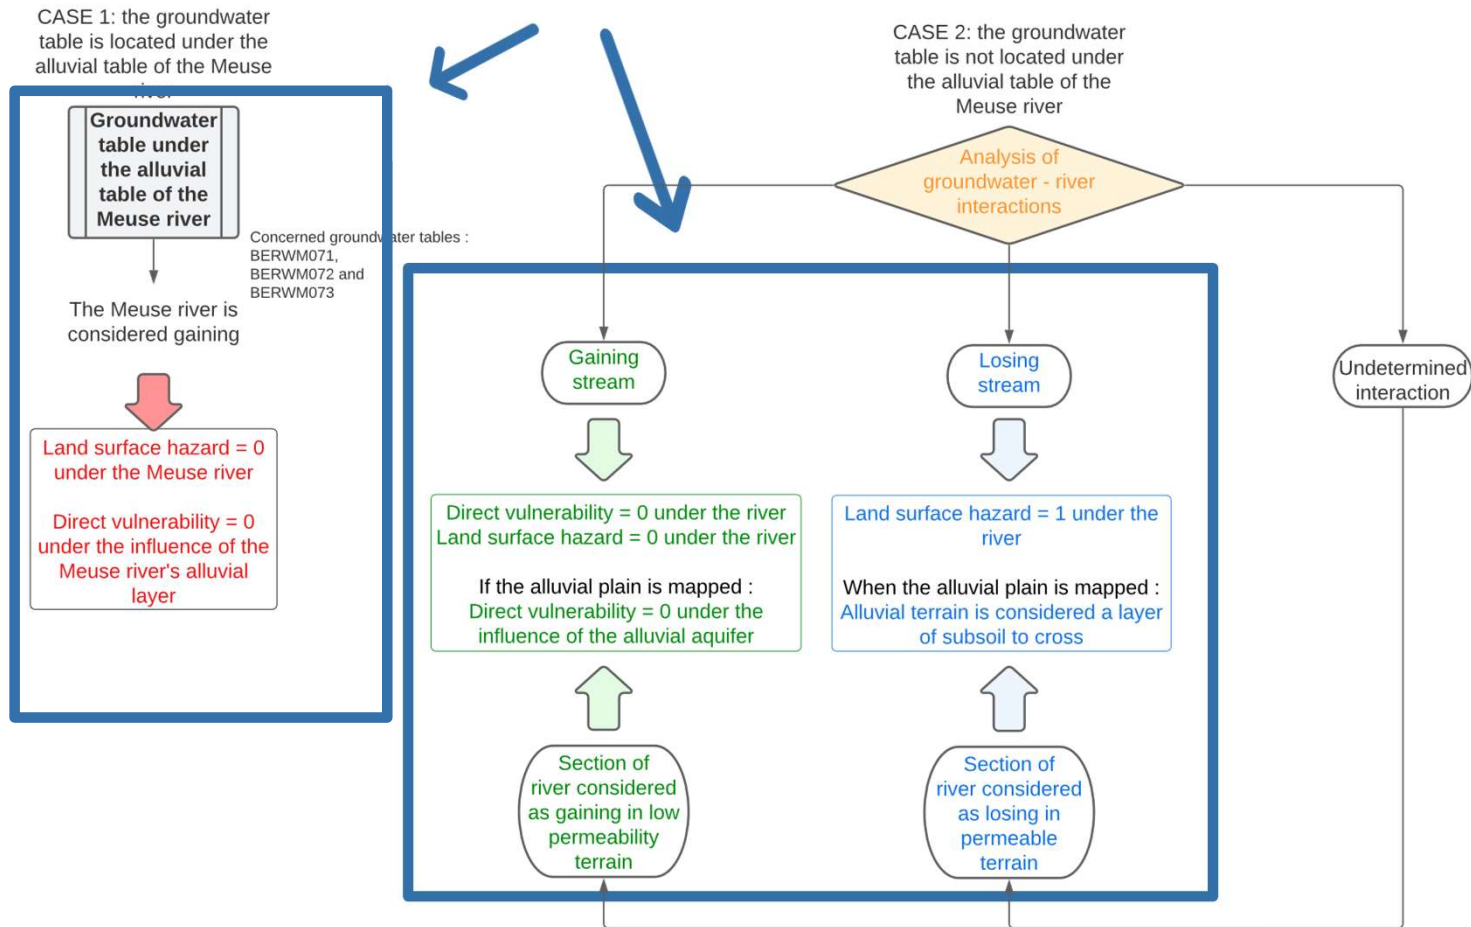 CASE 1: the groundwater
table is located under the
alluvial table of the Meuse
river
Groundwater
table under
the alluvial
table of the
Meuse river
Concerned groundwater tables :
BERWM071,
BERWM072 and
BERWM073
The Meuse river is
considered gaining
Land surface hazard = 0
under the Meuse river
Direct vulnerability = 0
under the influence of the
Meuse river's alluvial
layer
CASE 2: the groundwater
table is not located under
the alluvial table of the
Meuse river
Analysis of
groundwater - river
interactions
Gaining
stream
Losing
stream
Undetermined
interaction
Direct vulnerability = 0 under the river
Land surface hazard = 0 under the river
If the alluvial plain is mapped :
Direct vulnerability = 0 under the
influence of the alluvial aquifer
Land surface hazard = 1 under the
river
When the alluvial plain is mapped :
Alluvial terrain is considered a layer
of subsoil to cross
Section of
river considered
as gaining in low
permeability
terrain
Section of
river considered
as losing in
permeable
terrain